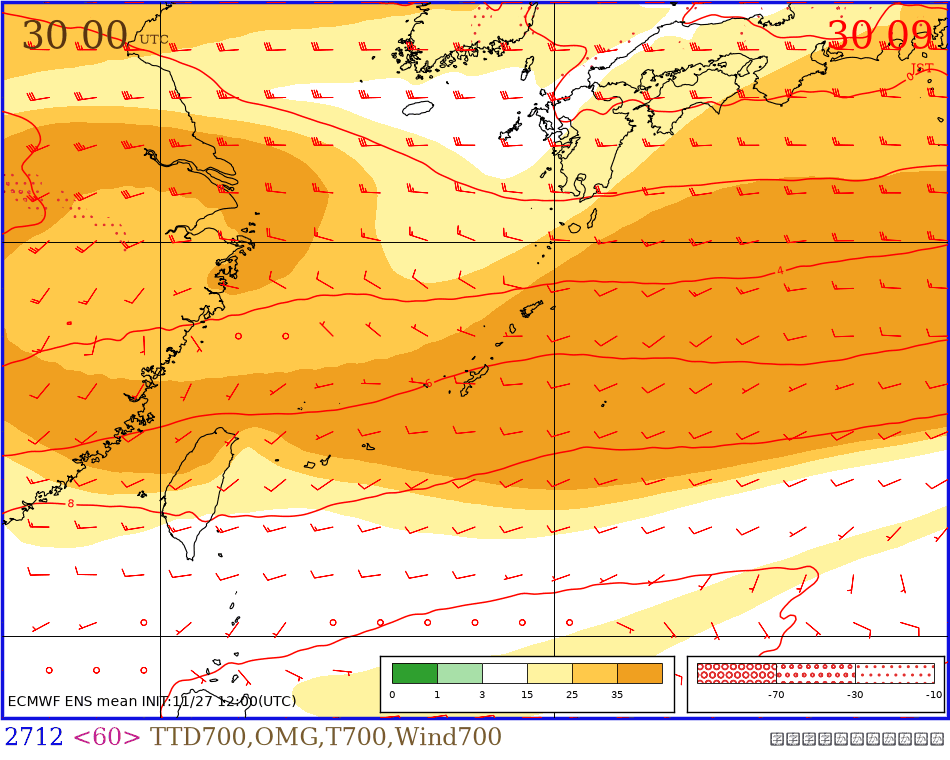 30 00 UTC
30 09
JST
0
4
6
8
0 1 3 15 25 35
-70 -30 -10
ECMWF ENS mean INIT:11/27 12:00(UTC)
2712 <60> TTD700,OMG,T700,Wind700